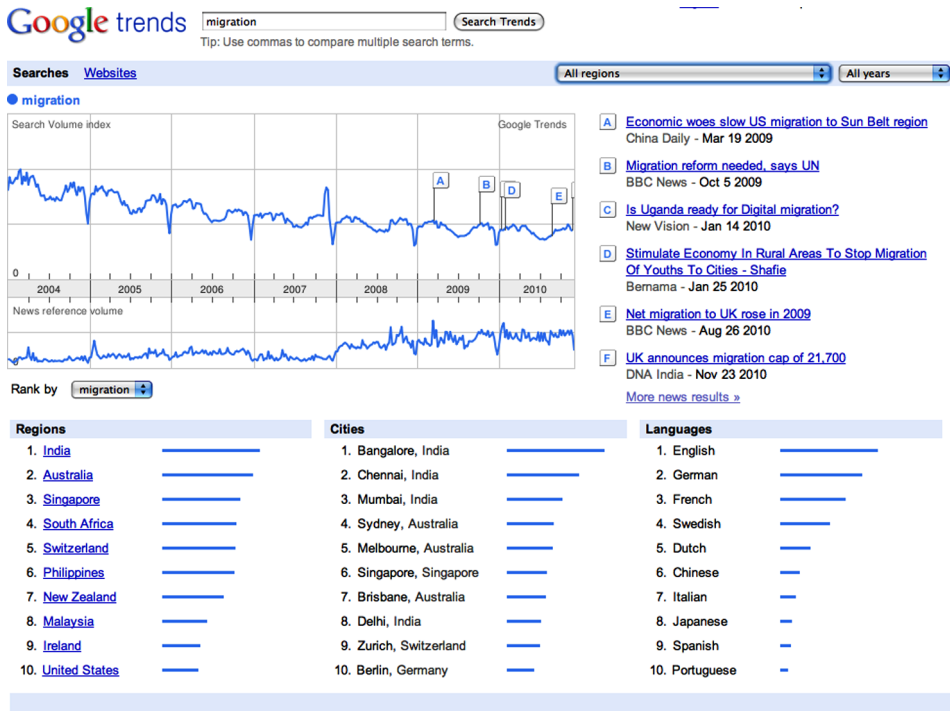 Google trends
migration
Search Trends
Tip: Use commas to compare multiple search terms.
Searches Websites
All regions
All years
migration
Search Volume index
Google Trends
A
B
D
E
0
2004 2005 2006 2007 2008 2009 2010
News reference volume
0
A Economic woes slow US migration to Sun Belt region
China Daily - Mar 19 2009
B Migration reform needed, says UN
BBC News - Oct 5 2009
C Is Uganda ready for Digital migration?
New Vision - Jan 14 2010
D Stimulate Economy In Rural Areas To Stop Migration
Of Youths To Cities - Shafie
Bernama - Jan 25 2010
E Net migration to UK rose in 2009
BBC News - Aug 26 2010
F UK announces migration cap of 21,700
DNA India - Nov 23 2010
More news results »
Rank by migration
Regions
1. India
2. Australia
3. Singapore
4. South Africa
5. Switzerland
6. Philippines
7. New Zealand
8. Malaysia
9. Ireland
10. United States
Cities
1. Bangalore, India
2. Chennai, India
3. Mumbai, India
4. Sydney, Australia
5. Melbourne, Australia
6. Singapore, Singapore
7. Brisbane, Australia
8. Delhi, India
9. Zurich, Switzerland
10. Berlin, Germany
Languages
1. English
2. German
3. French
4. Swedish
5. Dutch
6. Chinese
7. Italian
8. Japanese
9. Spanish
10. Portuguese